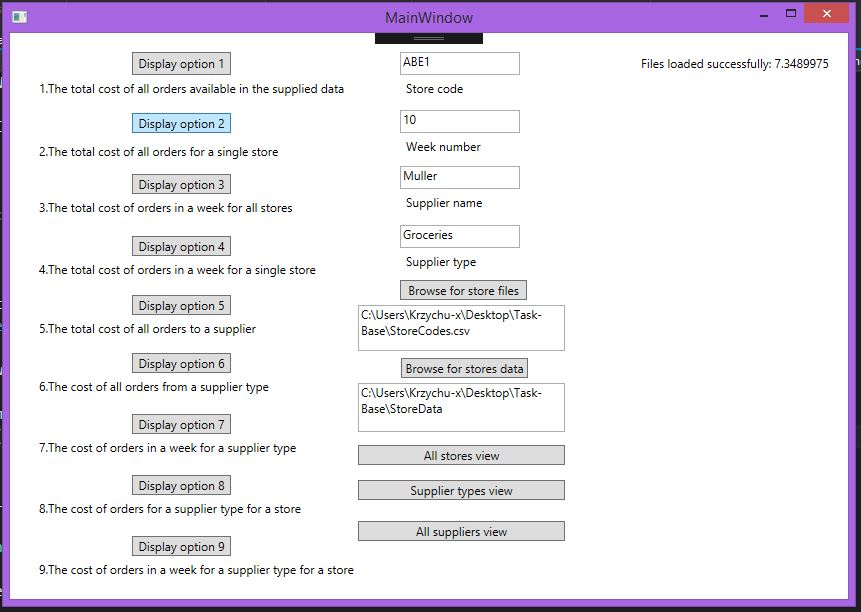 MainWindow
Display option 1
1.The total cost of all orders available in the supplied data
Display option 2
2.The total cost of all orders for a single store
Display option 3
3.The total cost of orders in a week for all stores
Display option 4
4.The total cost of orders in a week for a single store
Display option 5
5.The total cost of all orders to a supplier
Display option 6
6.The cost of all orders from a supplier type
Display option 7
7.The cost of orders in a week for a supplier type
Display option 8
8.The cost of orders for a supplier type for a store
Display option 9
9.The cost of orders in a week for a supplier type for a store
ABE1
Store code
10
Week number
Muller
Supplier name
Groceries
Supplier type
Browse for store files
C:\Users\Krzychu-x\Desktop\Task-
Base\StoreCodes.csv
Browse for stores data
C:\Users\Krzychu-x\Desktop\Task-
Base\StoreData
All stores view
Supplier types view
All suppliers view
Files loaded successfully: 7.3489975